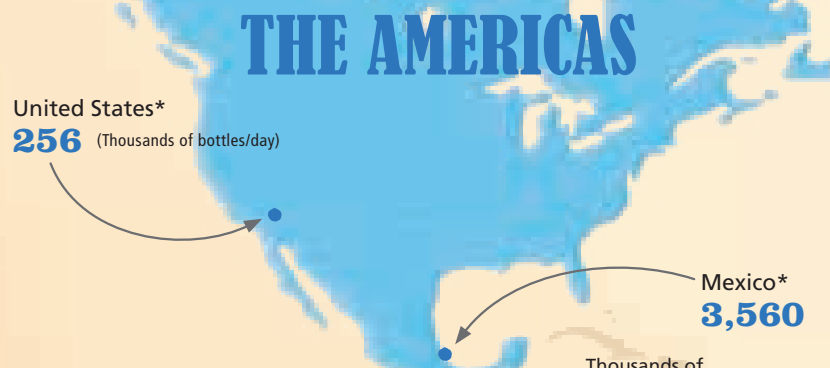 THE AMERICAS
United States*
256 (Thousands of bottles/day)
Mexico*
3,560
Thousands of